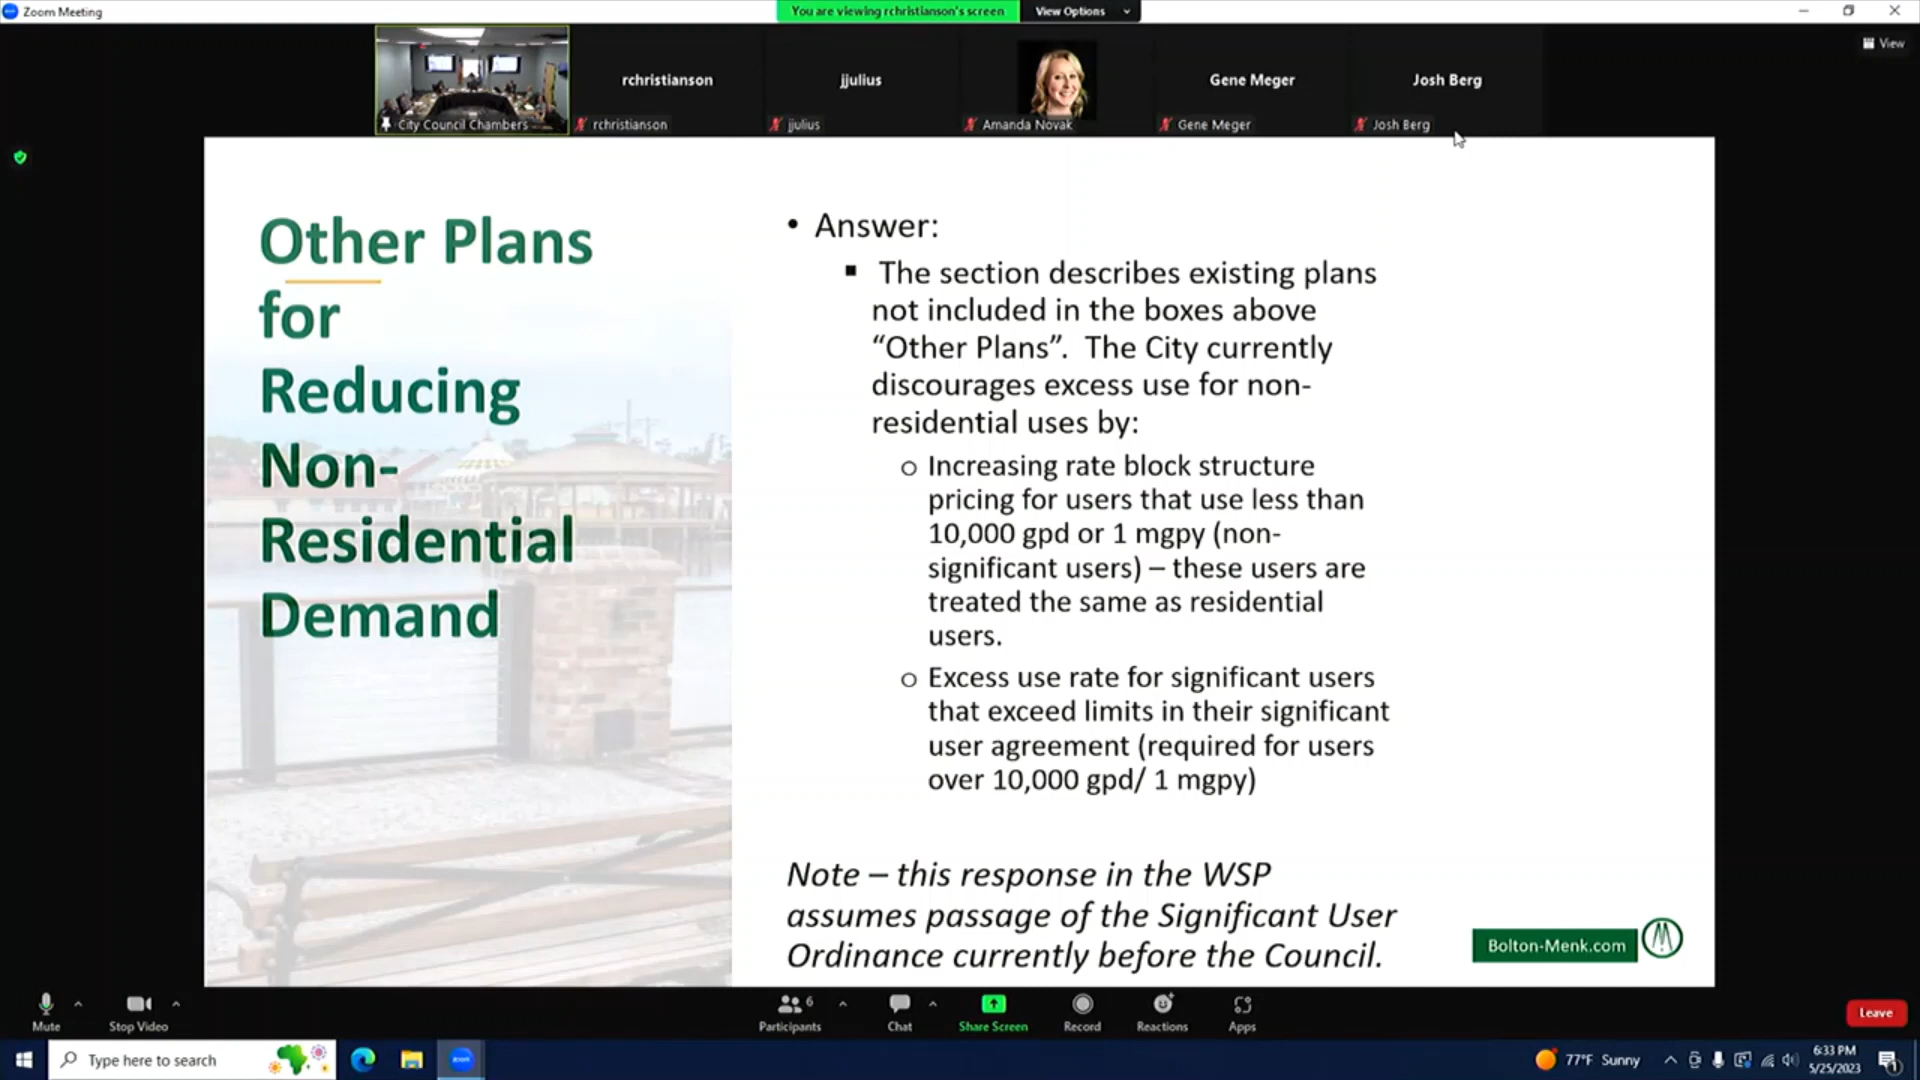 Zoom Meeting
You are viewing rchristianson's screen
View Options
View
City Council Chambers
rchristianson
rchristianson
jjulius
jjulius
Amanda Novak
Gene Meger
Gene Meger
Josh Berg
Josh Berg
Other Plans
for
Reducing
Non-
Residential
Demand
• Answer:
▪ The section describes existing plans
not included in the boxes above
“Other Plans”.  The City currently
discourages excess use for non-
residential uses by:
o Increasing rate block structure
pricing for users that use less than
10,000 gpd or 1 mgpy (non-
significant users) – these users are
treated the same as residential
users.
o Excess use rate for significant users
that exceed limits in their significant
user agreement (required for users
over 10,000 gpd/ 1 mgpy)
Note – this response in the WSP
assumes passage of the Significant User
Ordinance currently before the Council.
Bolton-Menk.com
Mute
Stop Video
6
Participants
Chat
Share Screen
Record
Reactions
Apps
Leave
Type here to search
zoom
77°F Sunny
6:33 PM
5/25/2023
1